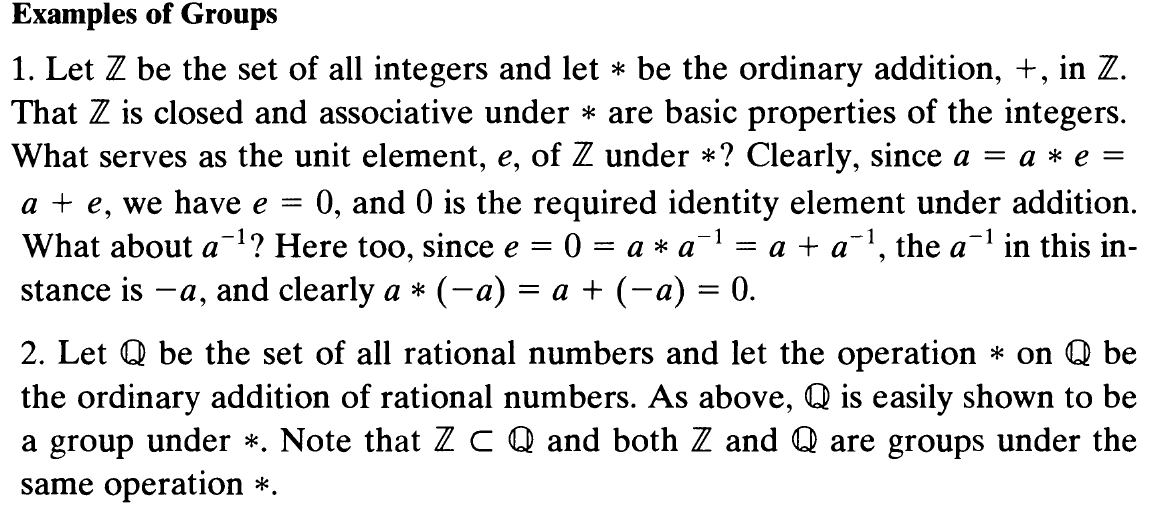 Examples of Groups
1. Let ℤ be the set of all integers and let * be the ordinary addition, +, in ℤ.
That ℤ is closed and associative under * are basic properties of the integers.
What serves as the unit element, e, of ℤ under *? Clearly, since a = a * e =
a + e, we have e = 0, and 0 is the required identity element under addition.
What about a⁻¹? Here too, since e = 0 = a * a⁻¹ = a + a⁻¹, the a⁻¹ in this in-
stance is −a, and clearly a * (−a) = a + (−a) = 0.
2. Let ℚ be the set of all rational numbers and let the operation * on ℚ be
the ordinary addition of rational numbers. As above, ℚ is easily shown to be
a group under *. Note that ℤ ⊂ ℚ and both ℤ and ℚ are groups under the
same operation *.